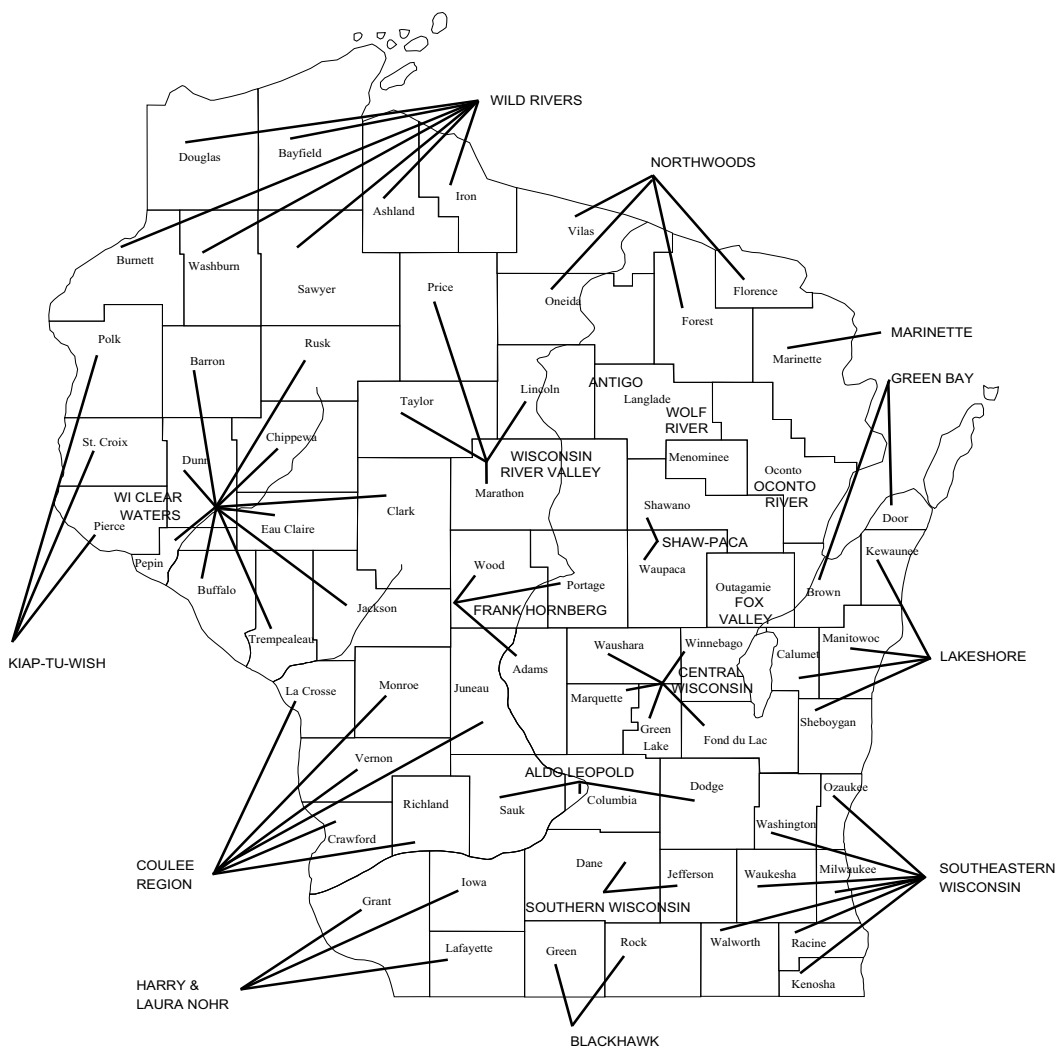 WILD RIVERS
Douglas
Bayfield
NORTHWOODS
Iron
Ashland
Vilas
Burnett
Washburn
Sawyer
Price
Oneida
Florence
Forest
MARINETTE
Polk
Barron
Rusk
Marinette
GREEN BAY
ANTIGO
Lincoln
Taylor
Langlade
WOLF
RIVER
St. Croix
Chippewa
Dunn
WISCONSIN
RIVER VALLEY
Menominee
Oconto
OCONTO
RIVER
Marathon
WI CLEAR
WATERS
Shawano
Clark
Door
Pierce
Eau Claire
SHAW-PACA
Kewaunee
Pepin
Waupaca
Wood
Portage
Buffalo
Outagamie
Brown
FOX
VALLEY
Jackson
FRANK HORNBERG
Trempealeau
Waushara
Winnebago
Manitowoc
Calumet
LAKESHORE
KIAP-TU-WISH
Adams
CENTRAL
WISCONSIN
La Crosse
Monroe
Juneau
Marquette
Sheboygan
Green
Lake
Fond du Lac
Vernon
ALDO LEOPOLD
Richland
Sauk
Columbia
Dodge
Ozaukee
Washington
Crawford
COULEE
REGION
Dane
Jefferson
Waukesha
Milwaukee
SOUTHEASTERN
WISCONSIN
Iowa
Grant
SOUTHERN WISCONSIN
Lafayette
Green
Rock
Walworth
Racine
Kenosha
HARRY &
LAURA NOHR
BLACKHAWK